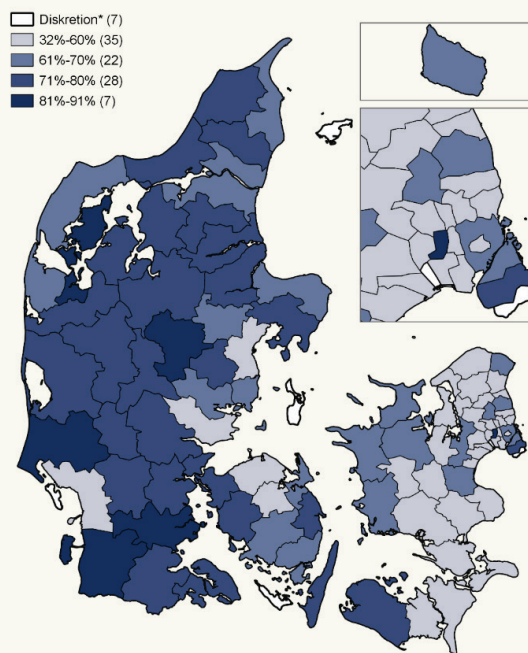 Diskretion* (7)
32%-60% (35)
61%-70% (22)
71%-80% (28)
81%-91% (7)